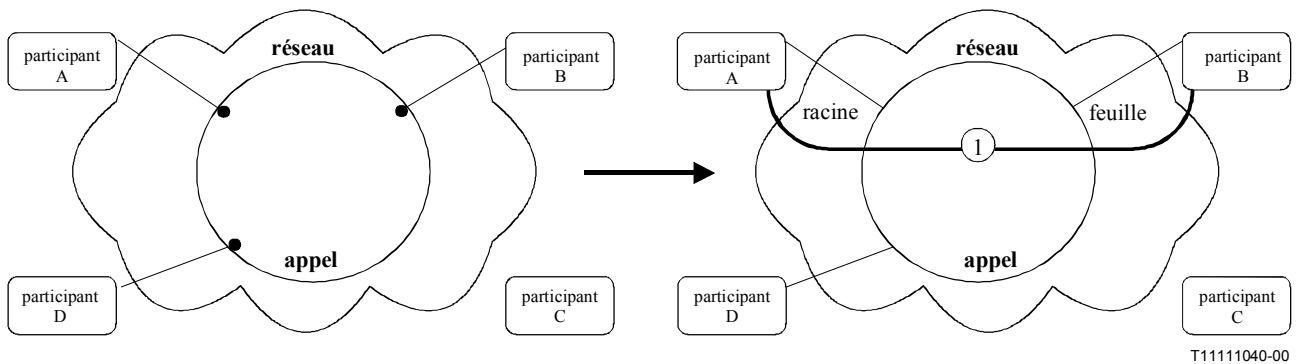 réseau
participant
A
participant
B
appel
participant
D
participant
C
réseau
participant
A
participant
B
racine
feuille
1
appel
participant
D
participant
C
T11111040-00